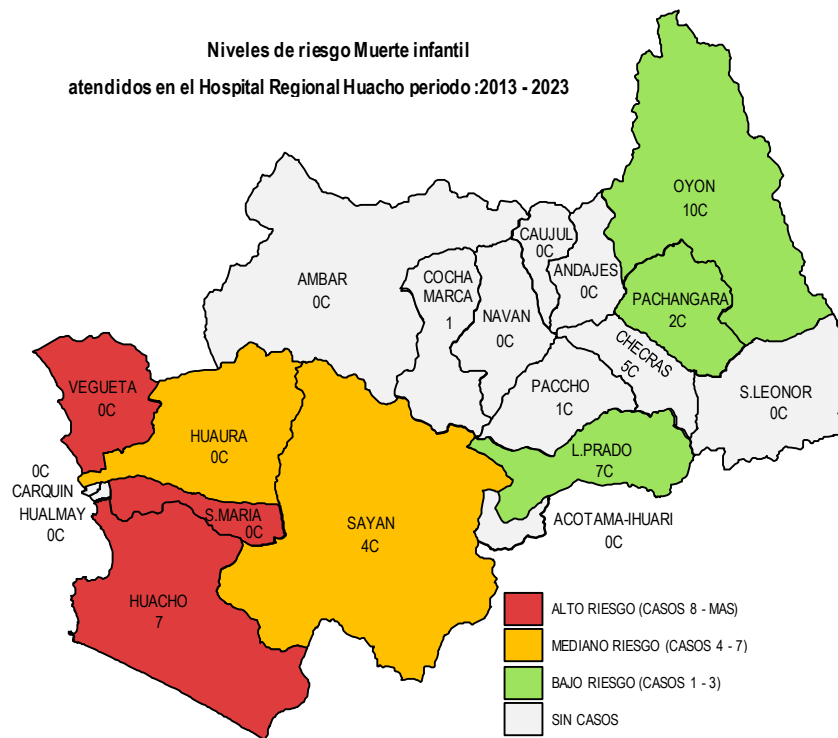 Niveles de riesgo Muerte infantil
atendidos en el Hospital Regional Huacho periodo :2013 - 2023
OYON
10C
CAUJUL
0C
ANDAJES
0C
AMBAR
0C
COCHA
MARCA
1
NAVAN
0C
PACHANGARA
2C
CHECRAS
5C
VEGUETA
0C
PACCHO
1C
S.LEONOR
0C
HUAURA
0C
L.PRADO
7C
0C
CARQUIN
HUALMAY
0C
S.MARIA
0C
SAYAN
4C
ACOTAMA-IHUARI
0C
HUACHO
7
ALTO RIESGO (CASOS 8 - MAS)
MEDIANO RIESGO (CASOS 4 - 7)
BAJO RIESGO (CASOS 1 - 3)
SIN CASOS